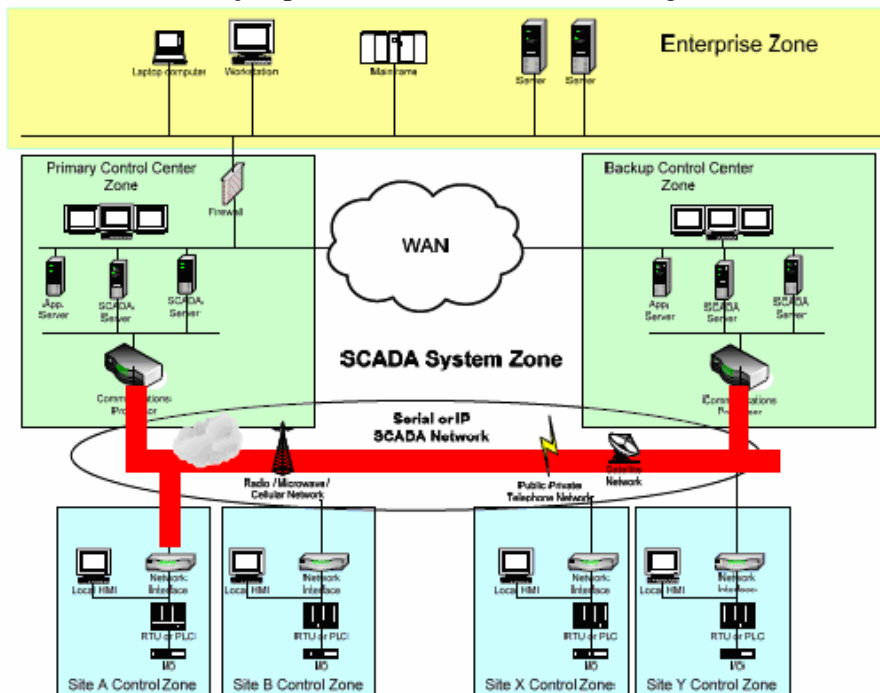 Enterprise Zone
Laptop computer
Workstation
Mainframe
Server
Server
Primary Control Center
Zone
Firewall
App.
Server
SCADA
Server
SCADA
Server
Communications
Processor
WAN
Backup Control Center
Zone
App.
Server
SCADA
Server
SCADA
Server
Communications
SCADA System Zone
Serial or IP
SCADA Network
Radio / Microwave /
Cellular Network
Public-Private
Telephone Network
Satellite
Network
Local HMI
Network
Interface
RTU or PLC
I/O
Site A Control Zone
Local HMI
Network
Interface
RTU or PLC
I/O
Site B Control Zone
Local HMI
Network
Interface
RTU or PLC
I/O
Site X Control Zone
Local HMI
Network
Interface
RTU or PLC
I/O
Site Y Control Zone